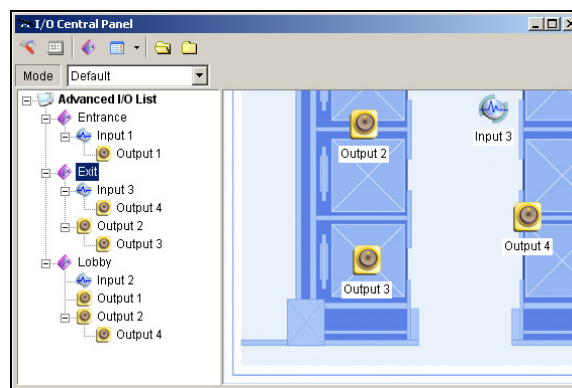 I/O Central Panel
Mode Default
Advanced I/O List
Entrance
Input 1
Output 1
Exit
Input 3
Output 4
Output 2
Output 3
Lobby
Input 2
Output 1
Output 2
Output 4
Output 2
Input 3
Output 4
Output 3